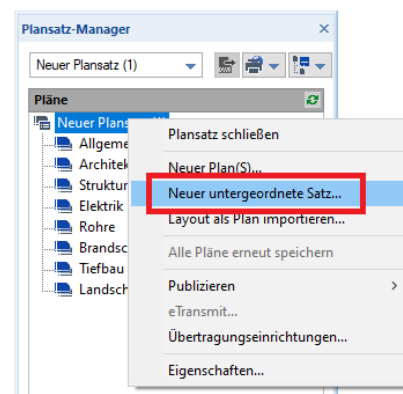 Plansatz-Manager
Neuer Plansatz (1)
Pläne
Neuer Plans
Allgeme
Architek
Struktur
Elektrik
Rohre
Brandsc
Tiefbau
Landsch
Plansatz schließen
Neuer Plan(S)...
Neuer untergeordnete Satz...
Layout als Plan importieren...
Alle Pläne erneut speichern
Publizieren
eTransmit...
Übertragungseinrichtungen...
Eigenschaften...